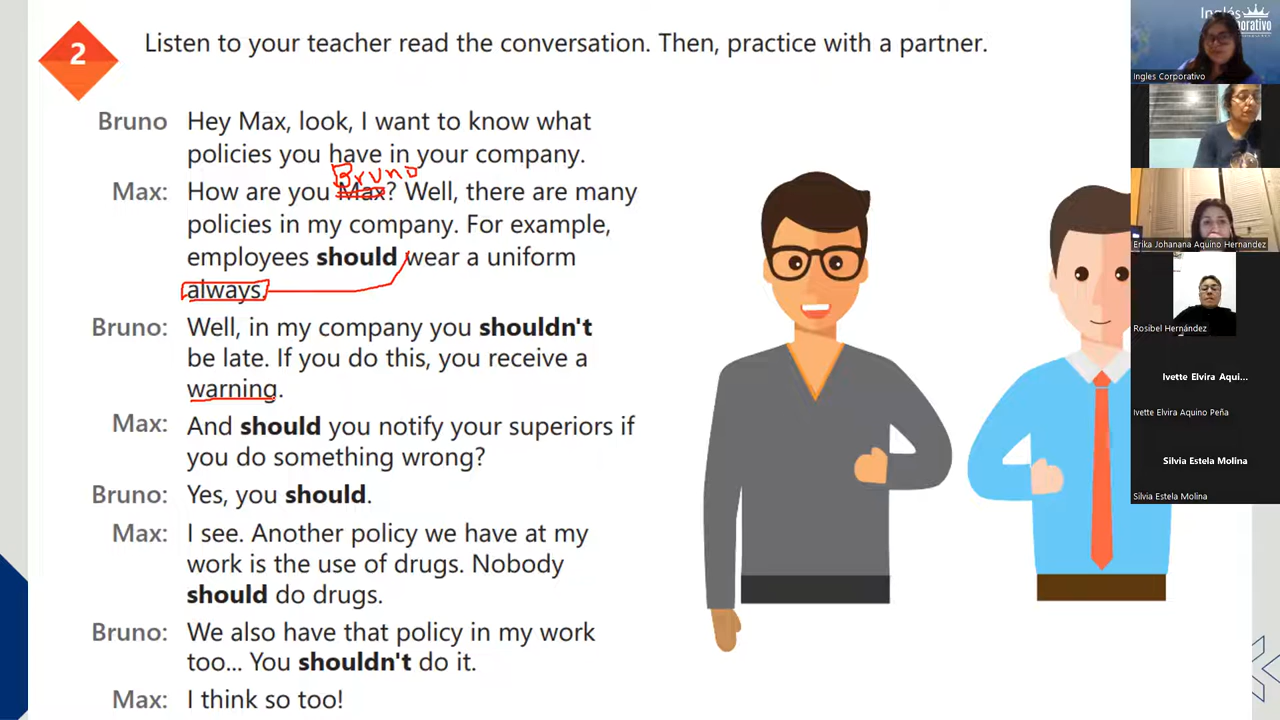 2
Listen to your teacher read the conversation. Then, practice with a partner.
Bruno Hey Max, look, I want to know what
policies you have in your company.
Bruno
Max: How are you Max? Well, there are many
policies in my company. For example,
employees should wear a uniform
always.
Bruno: Well, in my company you shouldn't
be late. If you do this, you receive a
warning.
Max: And should you notify your superiors if
you do something wrong?
Bruno: Yes, you should.
Max: I see. Another policy we have at my
work is the use of drugs. Nobody
should do drugs.
Bruno: We also have that policy in my work
too... You shouldn't do it.
Max: I think so too!
Inglés
Ingles Corporativo
Erika Johanana Aquino Hernandez
Rosibel Hernández
Ivette Elvira Aqui...
Ivette Elvira Aquino Peña
Silvia Estela Molina
Silvia Estela Molina